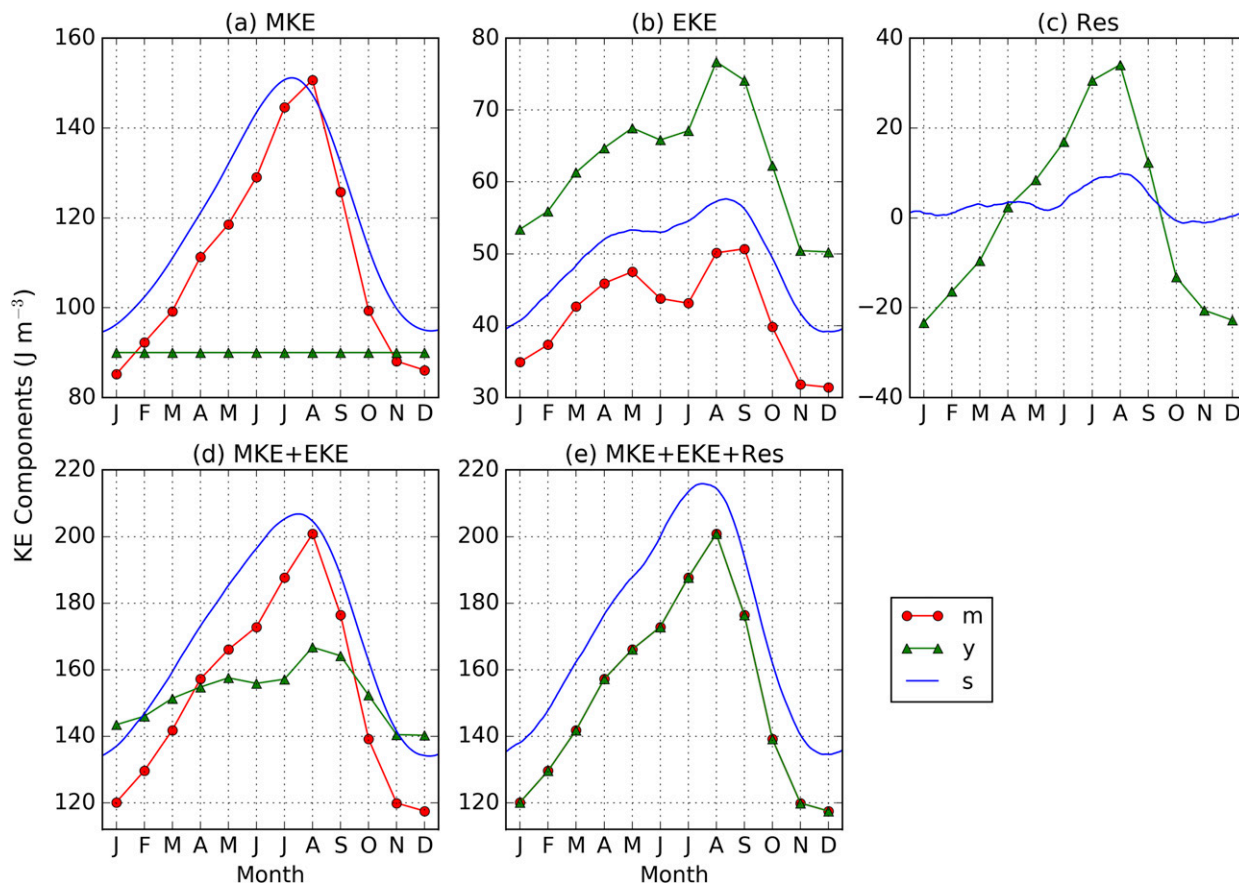 (a) MKE
(b) EKE
(c) Res
160
140
120
100
80
J F M A M J J A S O N D
80
70
60
50
40
30
J F M A M J J A S O N D
40
20
0
−20
−40
J F M A M J J A S O N D
KE Components (J m⁻³)
(d) MKE+EKE
(e) MKE+EKE+Res
220
200
180
160
140
120
J F M A M J J A S O N D
Month
220
200
180
160
140
120
J F M A M J J A S O N D
Month
m
y
s